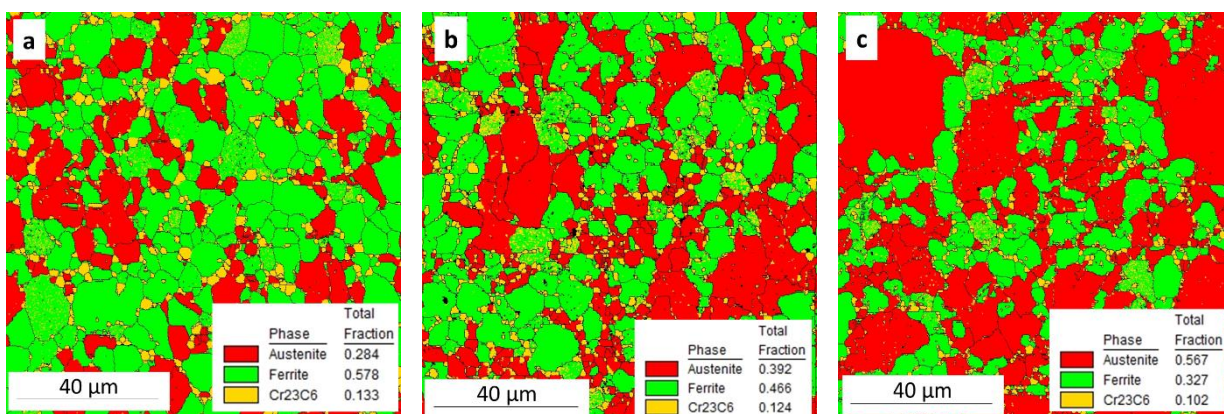 a
Total
Phase Fraction
Austenite 0.284
Ferrite 0.578
Cr23C6 0.133
40 µm
b
Total
Phase Fraction
Austenite 0.392
Ferrite 0.466
Cr23C6 0.124
40 µm
c
Total
Phase Fraction
Austenite 0.567
Ferrite 0.327
Cr23C6 0.102
40 µm